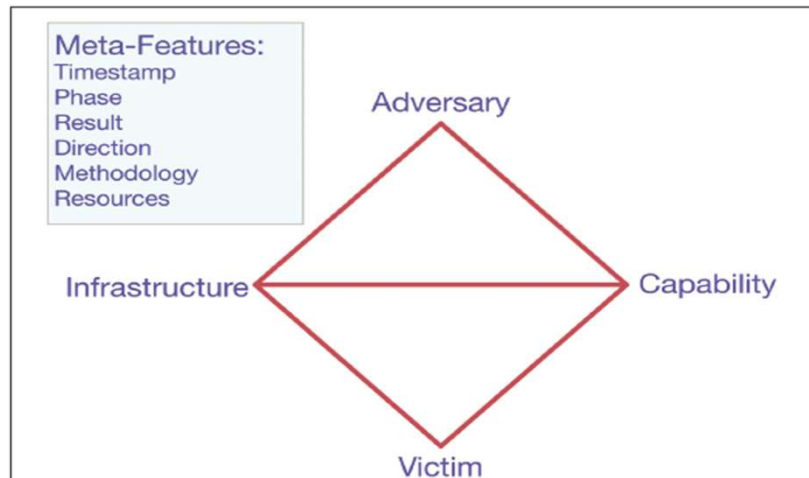 Meta-Features:
Timestamp
Phase
Result
Direction
Methodology
Resources
Adversary
Infrastructure
Capability
Victim